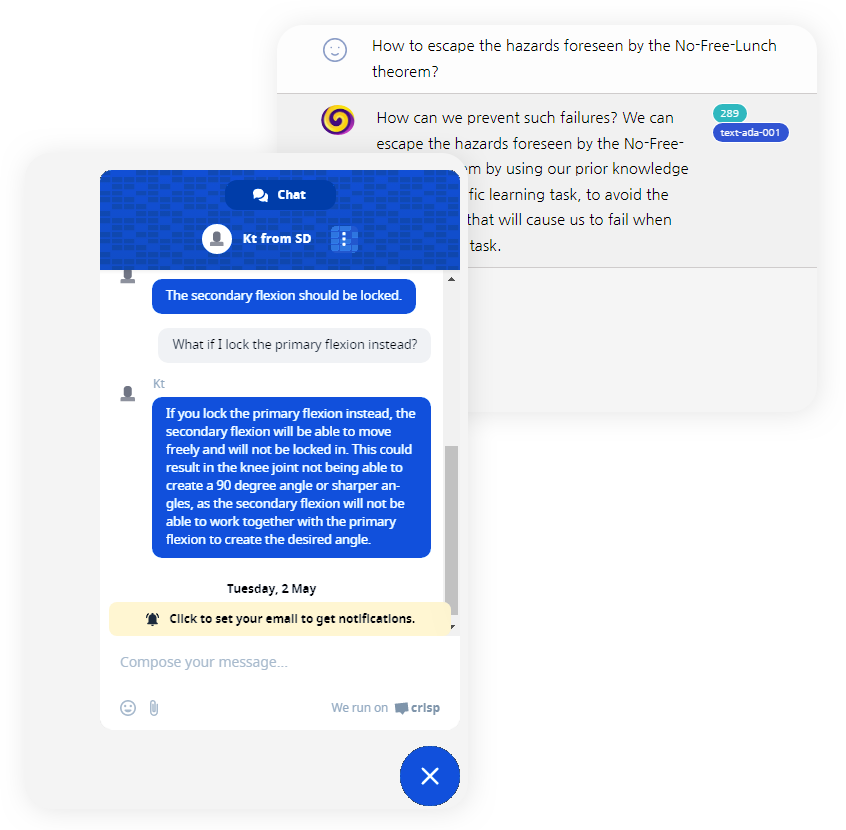 How to escape the hazards foreseen by the No-Free-Lunch
theorem?
How can we prevent such failures? We can
escape the hazards foreseen by the No-Free-
by using our prior knowledge
learning task, to avoid the
that will cause us to fail when
task.
289
text-ada-001
Chat
Kt from SD
The secondary flexion should be locked.
What if I lock the primary flexion instead?
Kt
If you lock the primary flexion instead, the
secondary flexion will be able to move
freely and will not be locked in. This could
result in the knee joint not being able to
create a 90 degree angle or sharper an-
gles, as the secondary flexion will not be
able to work together with the primary
flexion to create the desired angle.
Tuesday, 2 May
Click to set your email to get notifications.
Compose your message...
We run on crisp